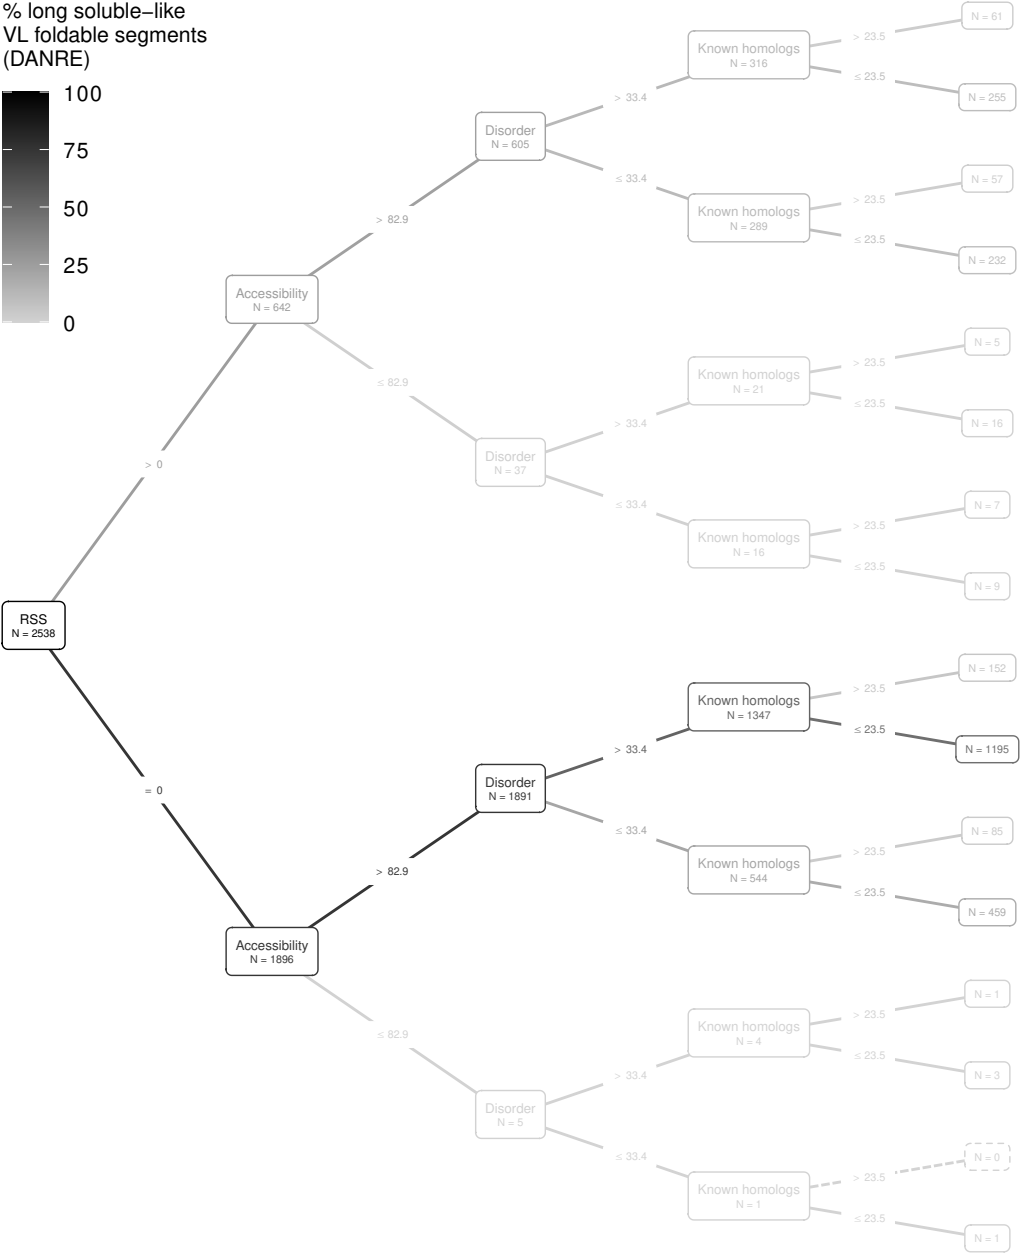 % long soluble−like
VL foldable segments
(DANRE)
100
75
50
25
0
N = 61
> 23.5
Known homologs
N = 316
≤ 23.5
> 33.4
N = 255
Disorder
N = 605
≤ 33.4
N = 57
> 23.5
Known homologs
N = 289
> 82.9
≤ 23.5
N = 232
Accessibility
N = 642
N = 5
> 23.5
Known homologs
N = 21
≤ 82.9
≤ 23.5
> 33.4
N = 16
Disorder
N = 37
> 0
≤ 33.4
N = 7
> 23.5
Known homologs
N = 16
≤ 23.5
N = 9
RSS
N = 2538
N = 152
> 23.5
Known homologs
N = 1347
≤ 23.5
> 33.4
N = 1195
Disorder
N = 1891
= 0
≤ 33.4
N = 85
> 23.5
Known homologs
N = 544
> 82.9
≤ 23.5
N = 459
Accessibility
N = 1896
N = 1
> 23.5
Known homologs
N = 4
≤ 82.9
≤ 23.5
> 33.4
N = 3
Disorder
N = 5
≤ 33.4
N = 0
> 23.5
Known homologs
N = 1
≤ 23.5
N = 1